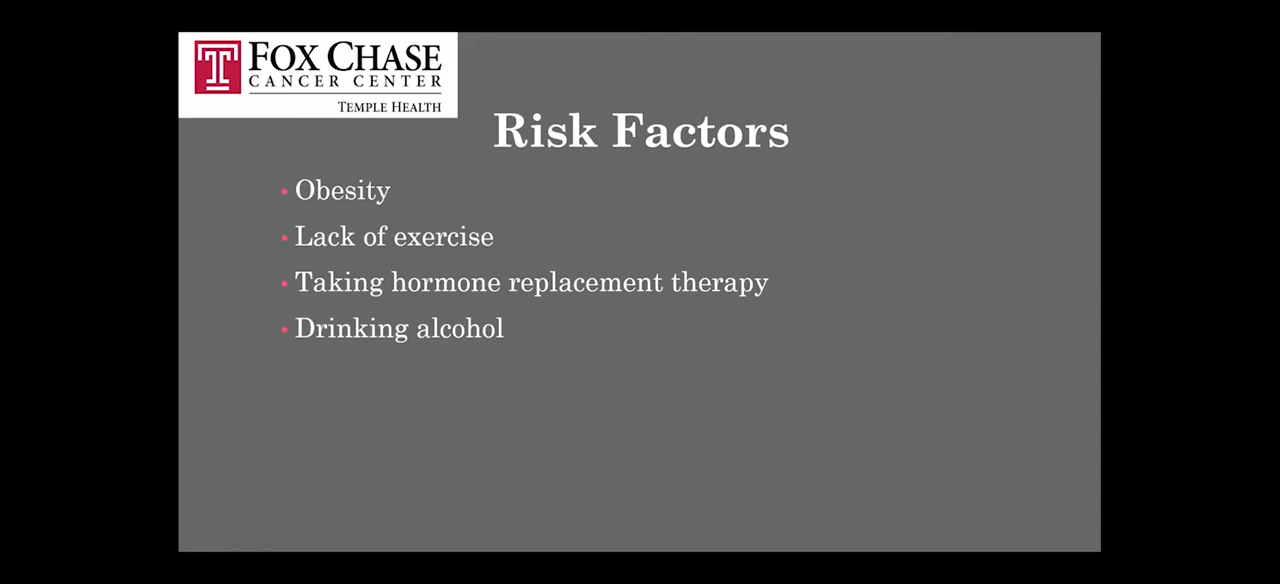 FOX CHASE
CANCER CENTER
TEMPLE HEALTH
Risk Factors
• Obesity
• Lack of exercise
• Taking hormone replacement therapy
• Drinking alcohol